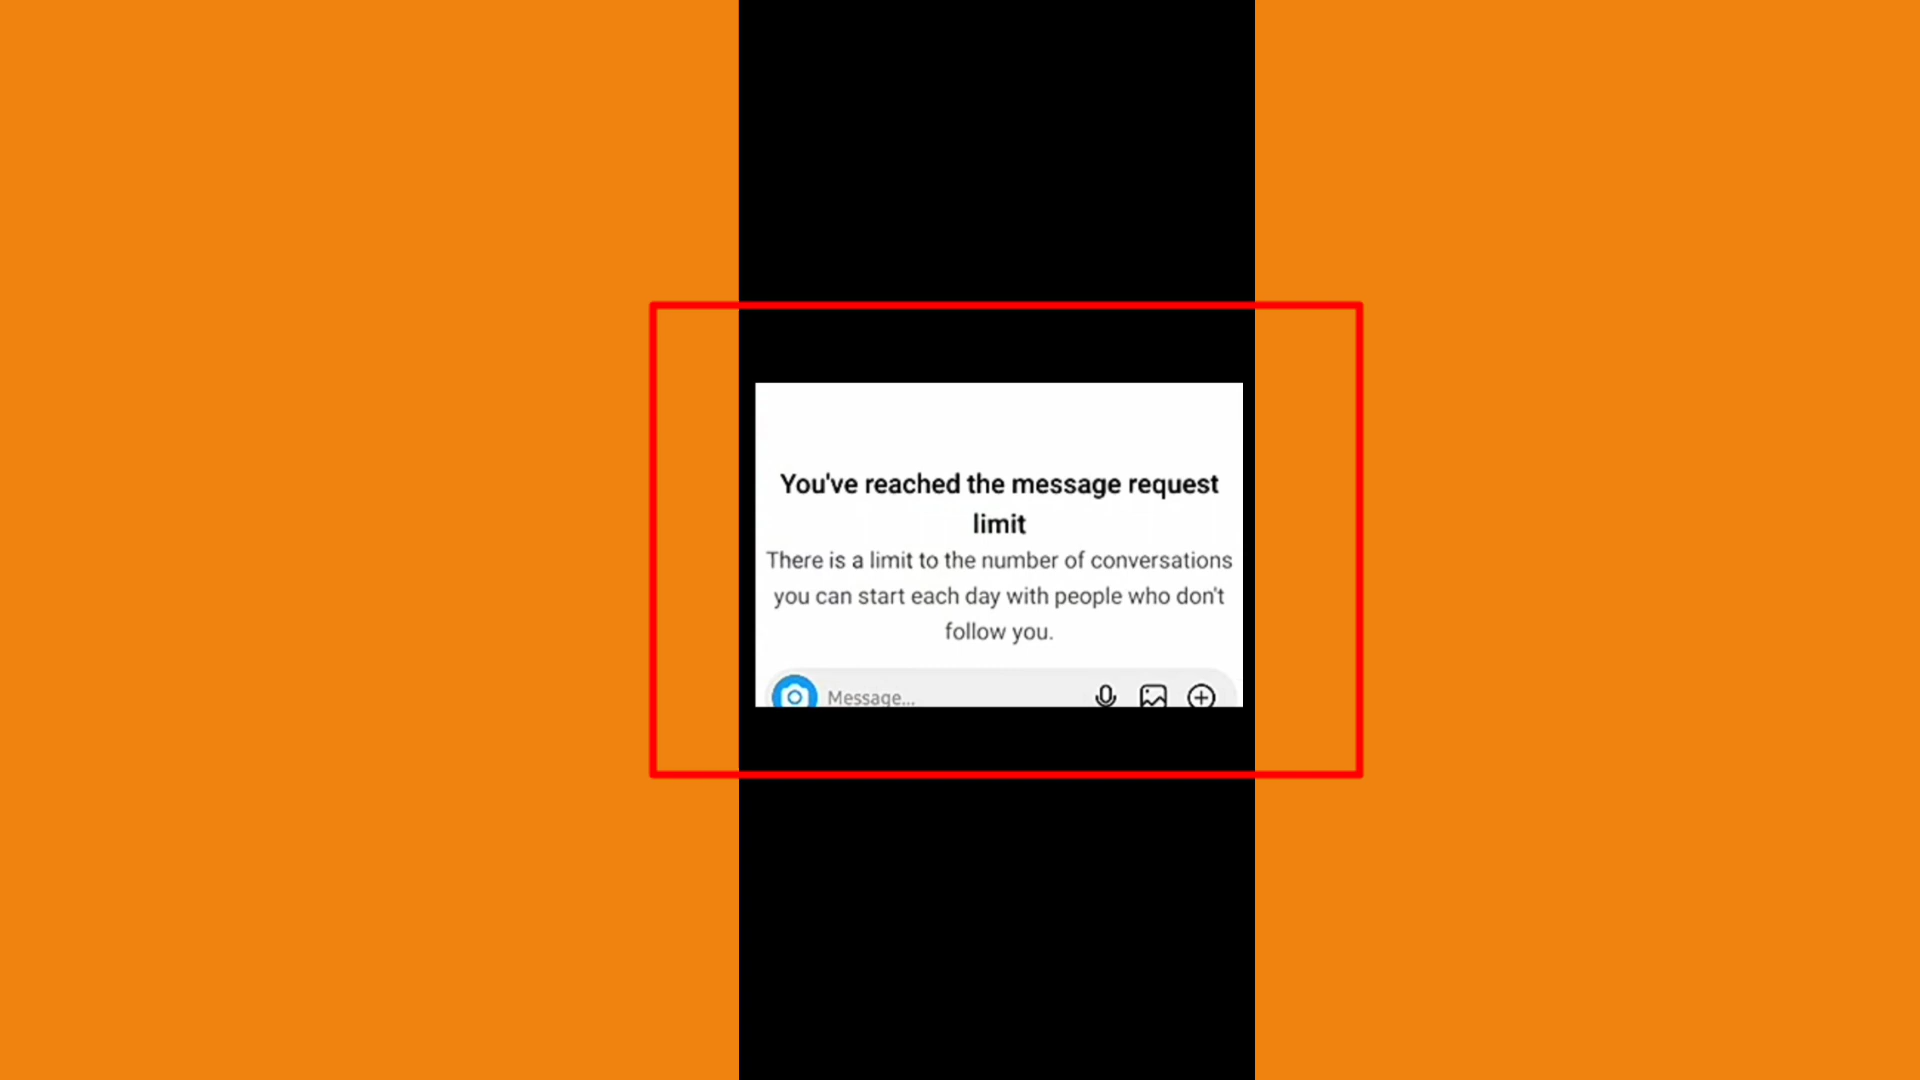 You've reached the message request
limit
There is a limit to the number of conversations
you can start each day with people who don't
follow you.
Message...